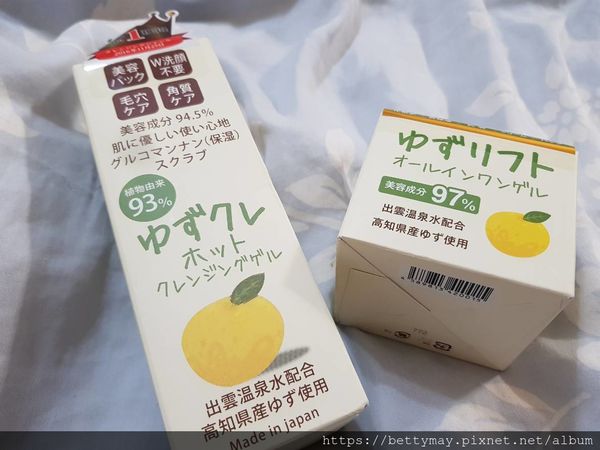 1
美容
パック
W洗顔
不要
毛穴
ケア
角質
ケア
美容成分 94.5%
肌に優しい使い心地
グルコマンナン(保湿)
スクラブ
植物由来
93%
ゆずクレ
ホット
クレンジングゲル
出雲温泉水配合
高知県産ゆず使用
Made in japan
ゆずリフト
オールインワンゲル
美容成分 97%
出雲温泉水配合
高知県産ゆず使用
https://bettymay.pixnet.net/album